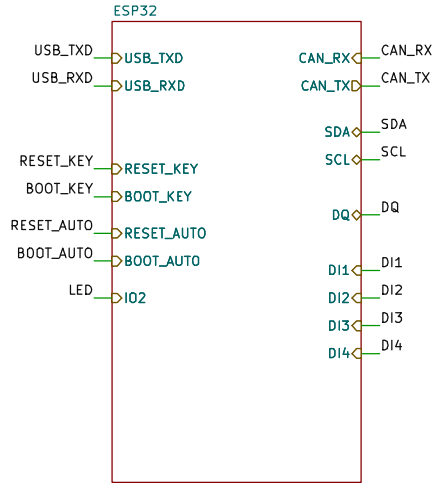 ESP32
USB_TXD USB_TXD CAN_RX CAN_RX
USB_RXD USB_RXD CAN_TX CAN_TX
SDA SDA
SCL SCL
RESET_KEY RESET_KEY
BOOT_KEY BOOT_KEY
DQ DQ
RESET_AUTO RESET_AUTO
BOOT_AUTO BOOT_AUTO
DI1 DI1
LED IO2 DI2 DI2
DI3 DI3
DI4 DI4